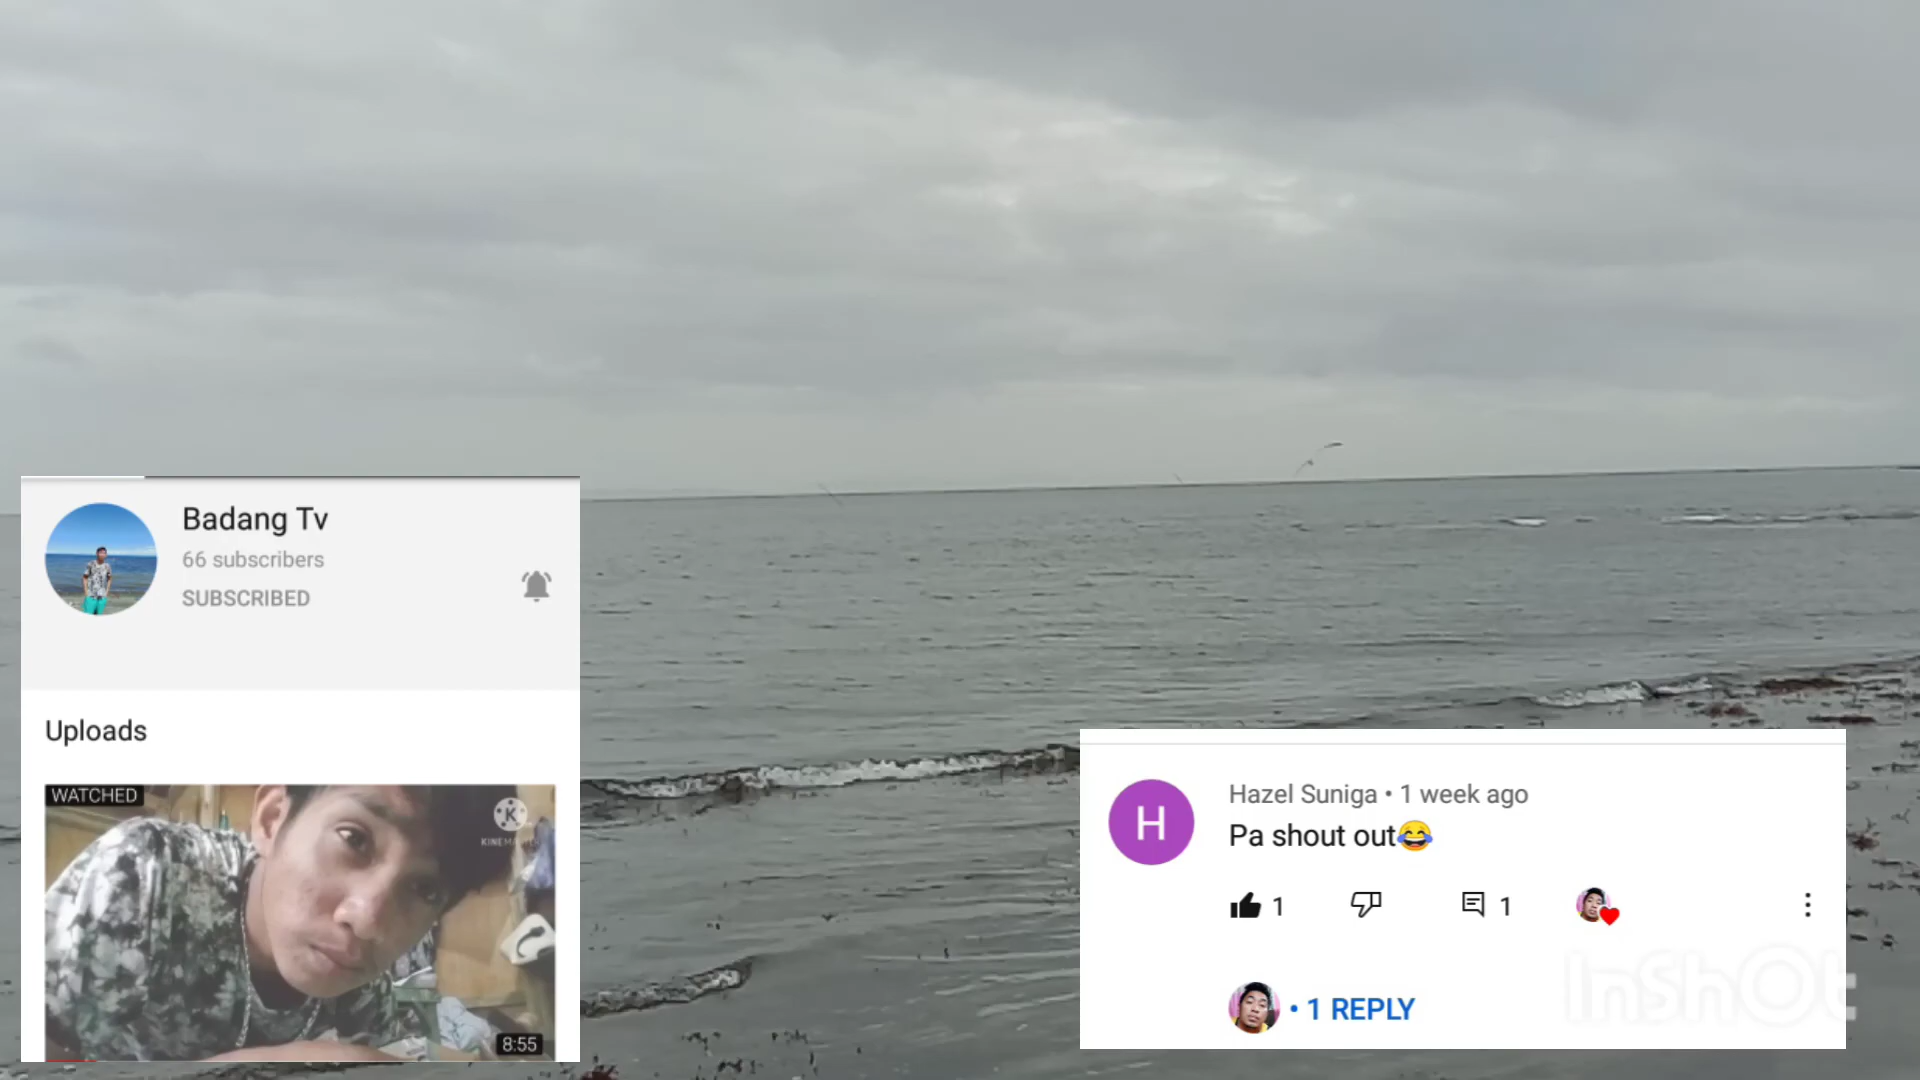 Badang Tv
66 subscribers
SUBSCRIBED
Uploads
WATCHED
KINEMASTER
8:55
Hazel Suniga • 1 week ago
Pa shout out😂
1
1
• 1 REPLY
InShOt